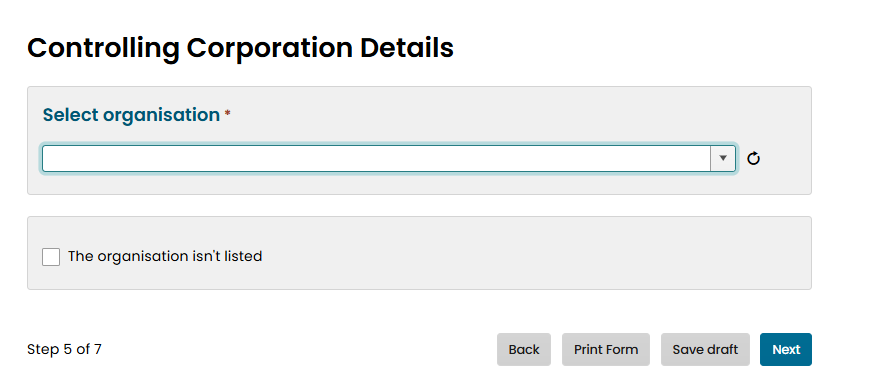 Controlling Corporation Details
Select organisation *
The organisation isn't listed
Step 5 of 7
Back
Print Form
Save draft
Next